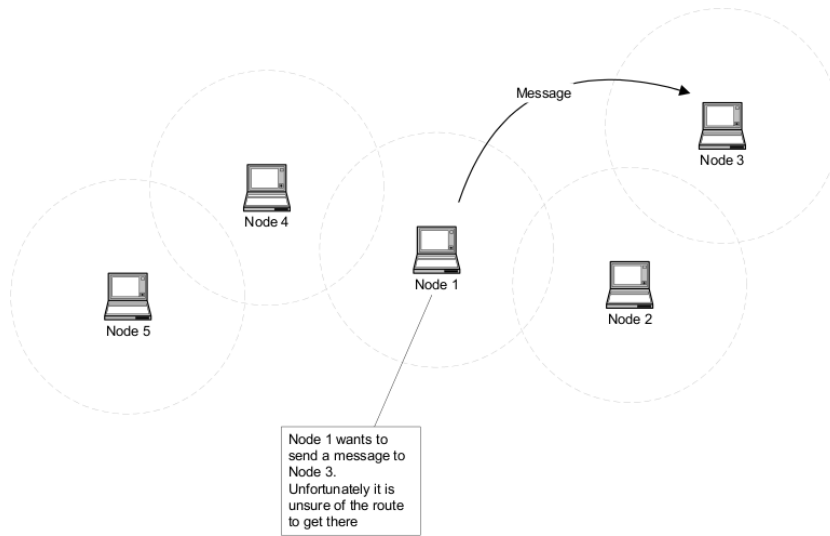 Message
Node 3
Node 4
Node 1
Node 2
Node 5
Node 1 wants to
send a message to
Node 3.
Unfortunately it is
unsure of the route
to get there